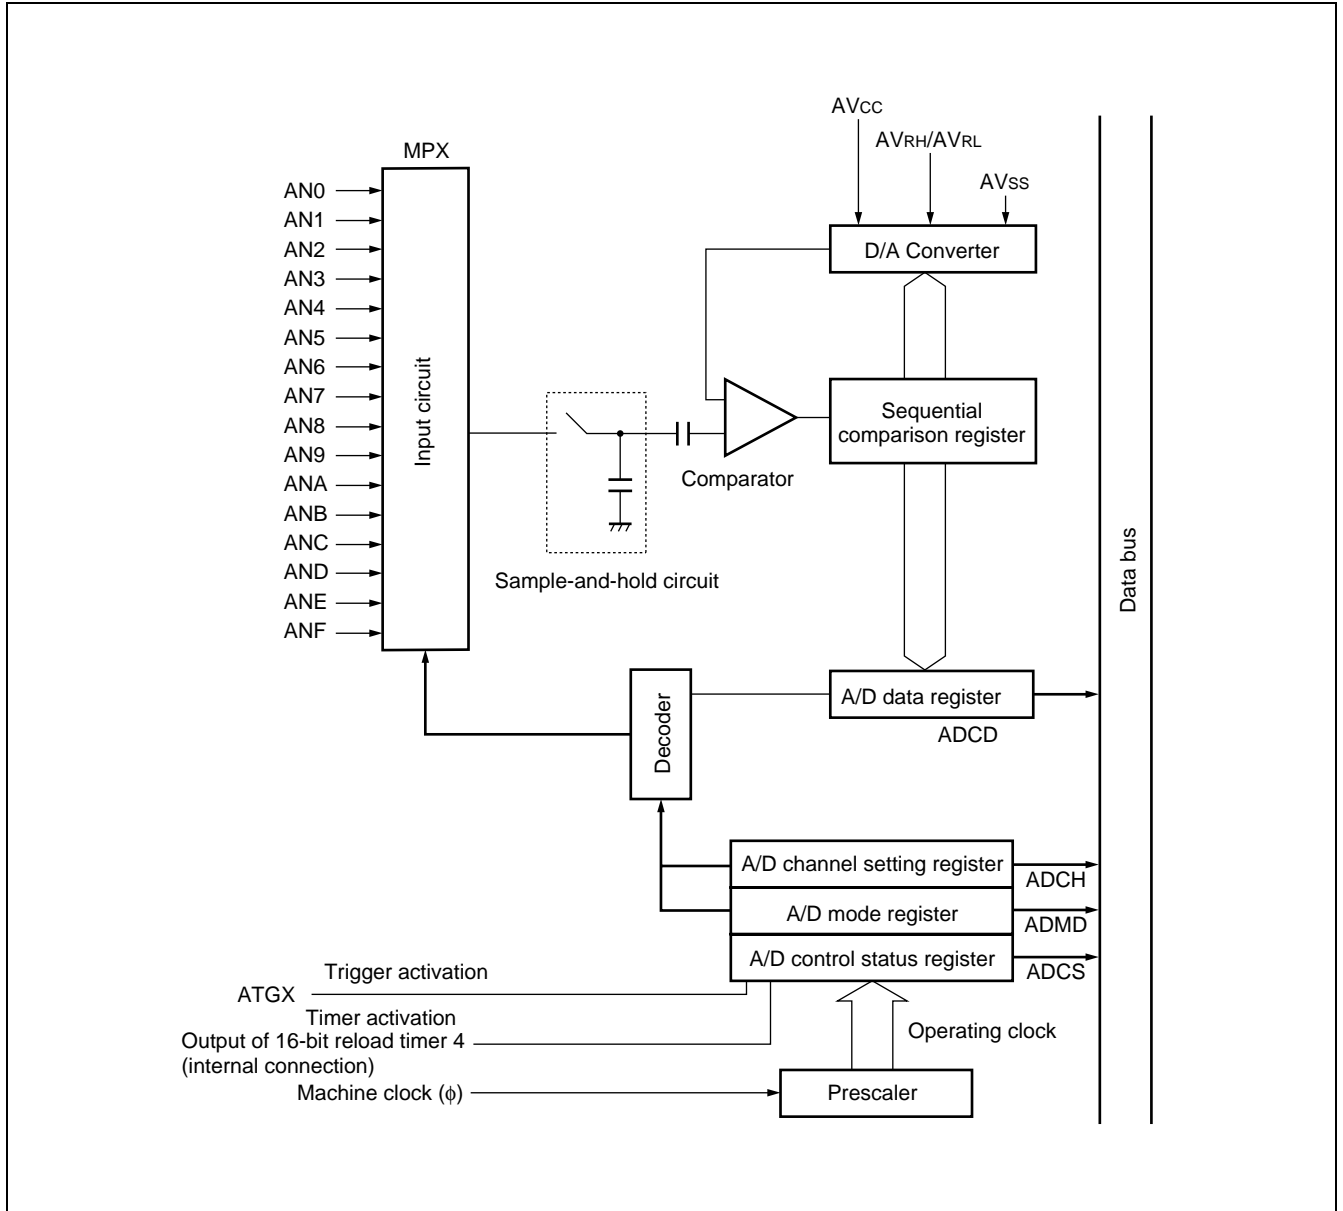 AVCC
AVRH/AVRL
AVSS
MPX
AN0
AN1
AN2
AN3
AN4
AN5
AN6
AN7
AN8
AN9
ANA
ANB
ANC
AND
ANE
ANF
Input circuit
D/A Converter
Sequential
comparison register
Comparator
Sample-and-hold circuit
Data bus
Decoder
A/D data register
ADCD
A/D channel setting register
ADCH
A/D mode register
ADMD
A/D control status register
ADCS
Trigger activation
ATGX
Timer activation
Output of 16-bit reload timer 4
(internal connection)
Operating clock
Machine clock (ϕ)
Prescaler